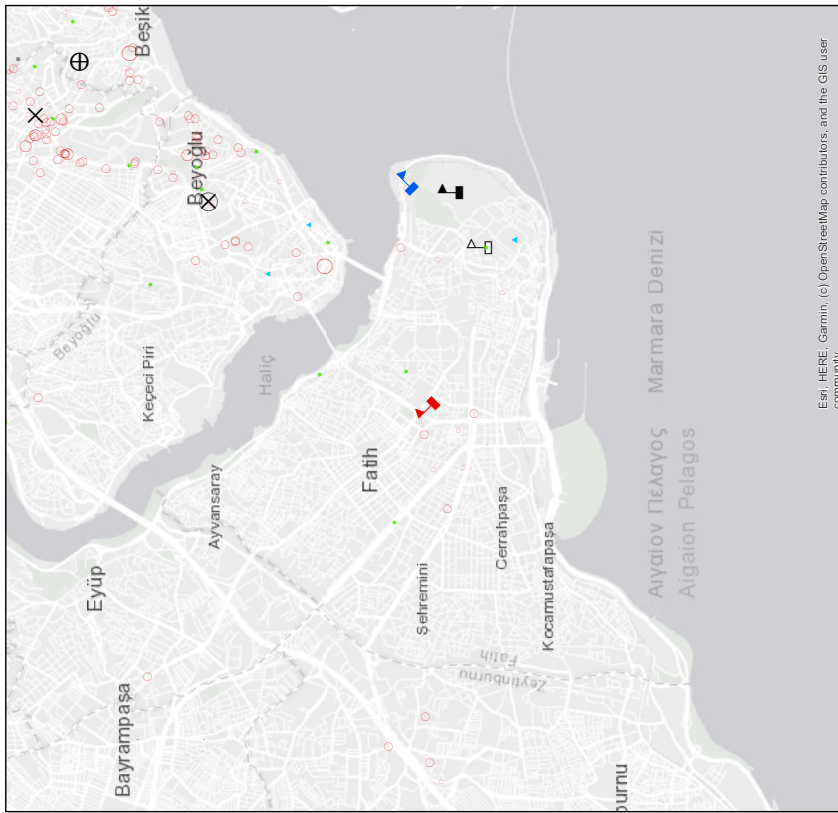 Beşik
Beyoğlu
Beyoğlu
Keçeci Piri
Haliç
Ayvansaray
Fatih
Eyüp
Bayrampaşa
Şehremini
Cerrahpaşa
Kocamustafapaşa
Fatih
Zeytinburnu
burnu
Αιγαίον Πέλαγος Marmara Denizi
Aigaion Pelagos
Esri, HERE, Garmin, (c) OpenStreetMap contributors, and the GIS user
community